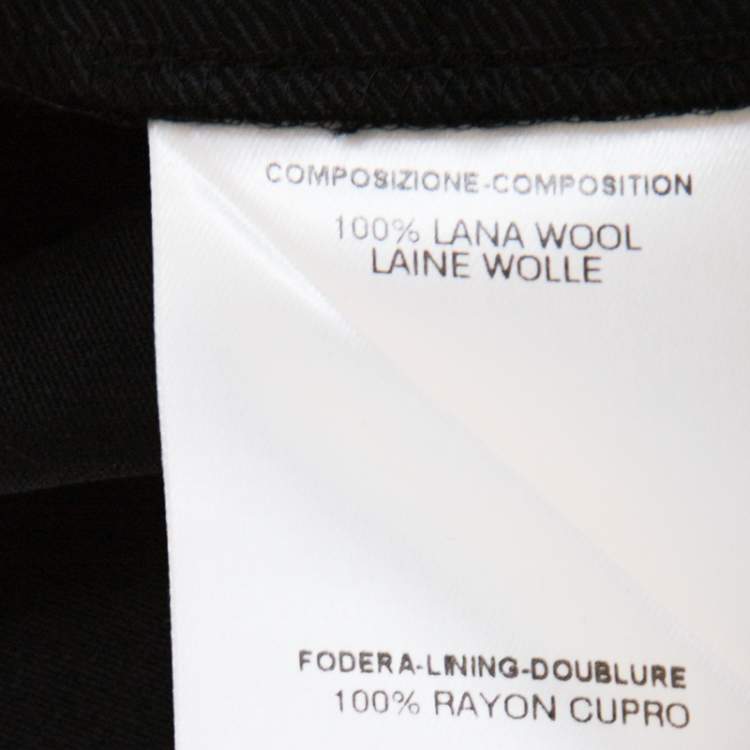 COMPOSIZIONE-COMPOSITION
100% LANA WOOL
LAINE WOLLE
FODERA-LINING-DOUBLURE
100% RAYON CUPRO